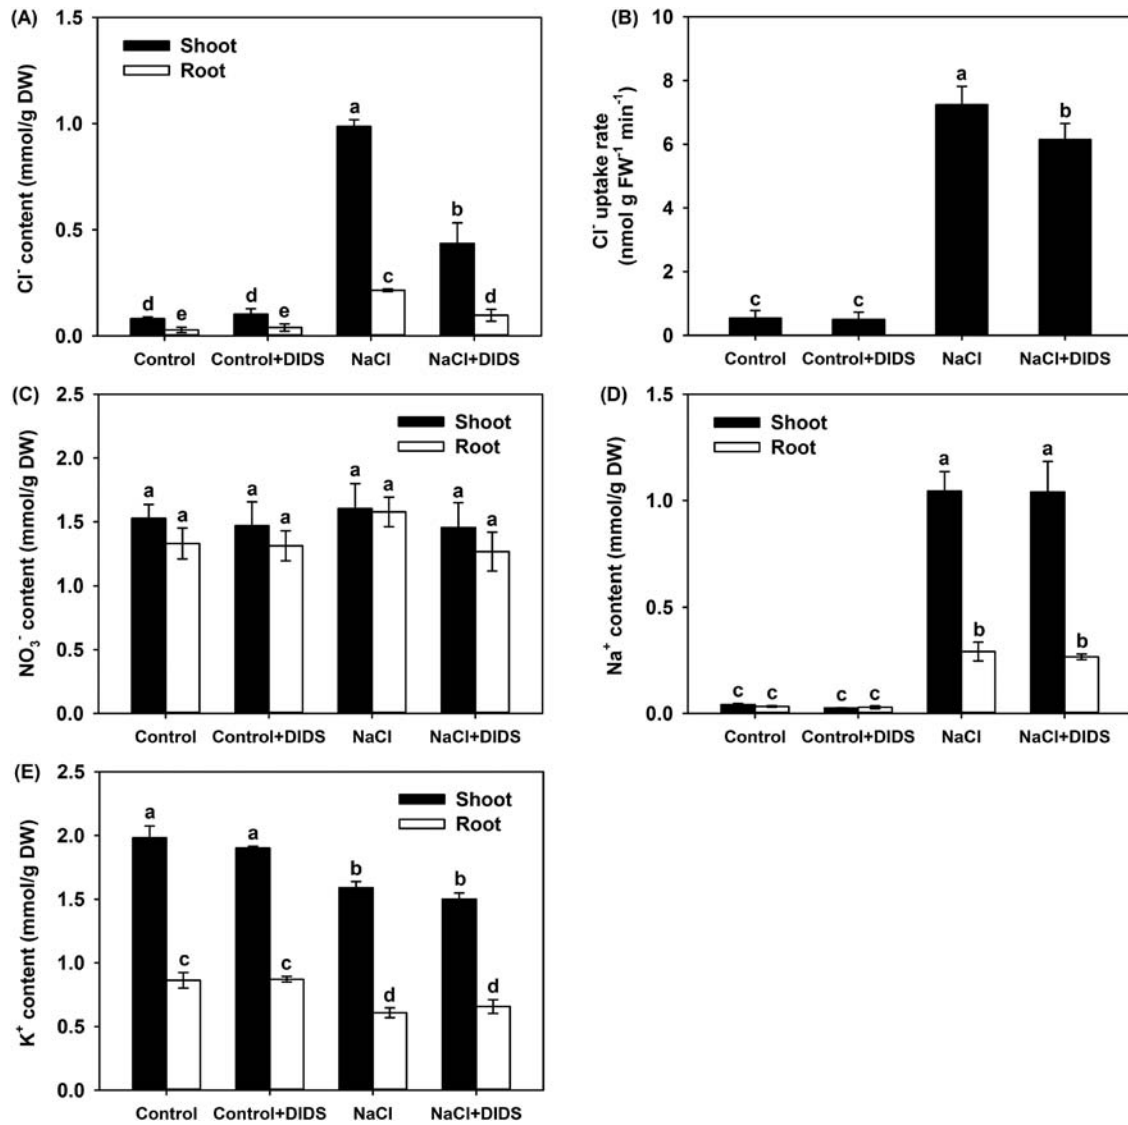 (A)
Cl⁻ content (mmol/g DW)
1.5
1.0
0.5
0.0
Shoot
Root
d
e
d
e
a
c
b
d
Control
Control+DIDS
NaCl
NaCl+DIDS
(B)
Cl⁻ uptake rate
(nmol g FW⁻¹ min⁻¹)
10
8
6
4
2
0
c
c
a
b
Control
Control+DIDS
NaCl
NaCl+DIDS
(C)
NO₃⁻ content (mmol/g DW)
2.5
2.0
1.5
1.0
0.5
0.0
Shoot
Root
a
a
a
a
a
a
a
a
Control
Control+DIDS
NaCl
NaCl+DIDS
(D)
Na⁺ content (mmol/g DW)
1.5
1.0
0.5
0.0
Shoot
Root
c
c
c
c
a
b
a
b
Control
Control+DIDS
NaCl
NaCl+DIDS
(E)
K⁺ content (mmol/g DW)
2.5
2.0
1.5
1.0
0.5
0.0
Shoot
Root
a
c
a
c
b
d
b
d
Control
Control+DIDS
NaCl
NaCl+DIDS